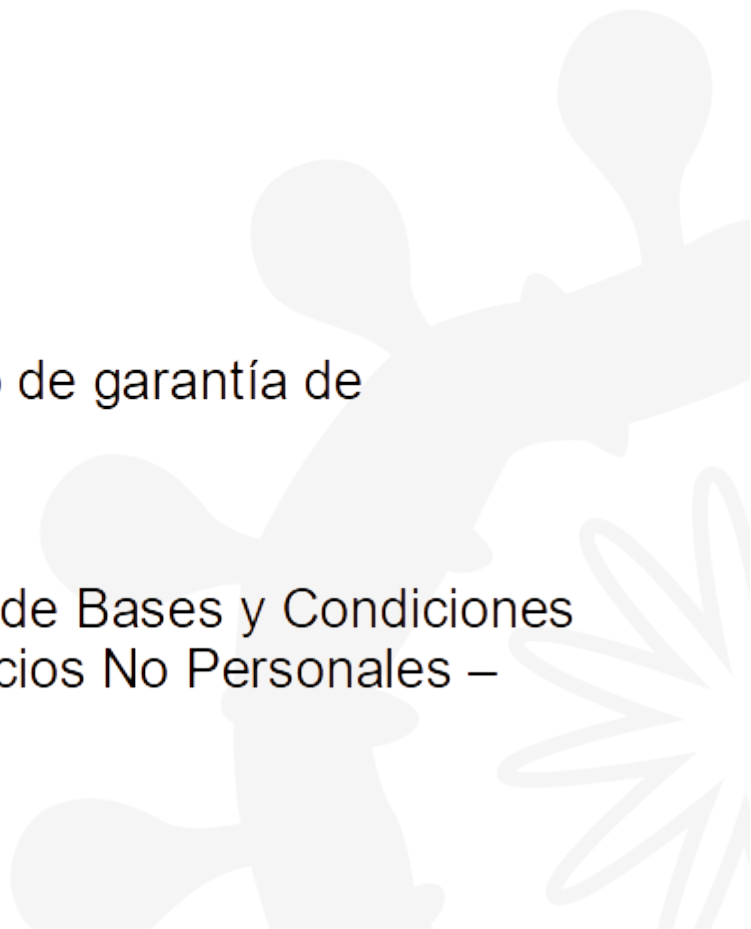 de garantía de
de Bases y Condiciones
cios No Personales –